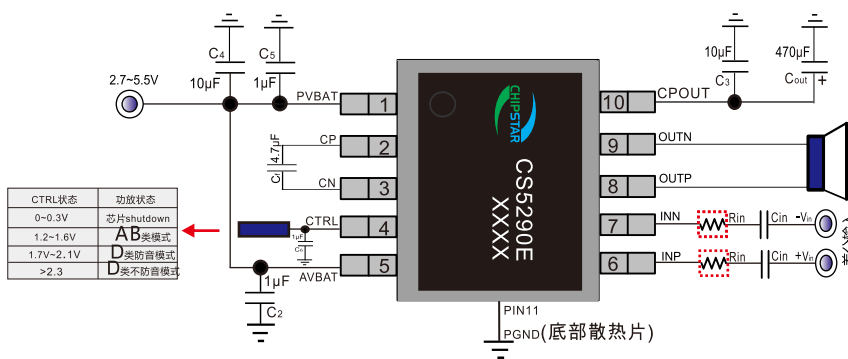 C4
10µF
C5
1µF
10µF
C3
470µF
Cout
+
2.7~5.5V
PVBAT
1
10
CPOUT
CHIPSTAR
CS5290E
XXXX
CP
2
9
OUTN
4.7µF
CN
3
8
OUTP
CTRL状态 功放状态
0~0.3V 芯片shutdown
1.2~1.6V AB类模式
1.7V~2.1V D类防音模式
>2.3 D类不防音模式
CTRL
4
1µF
7
INN
Rin
Cin
-Vin
AVBAT
5
1µF
C2
6
INP
Rin
Cin
+Vin
PIN11
PGND(底部散热片)